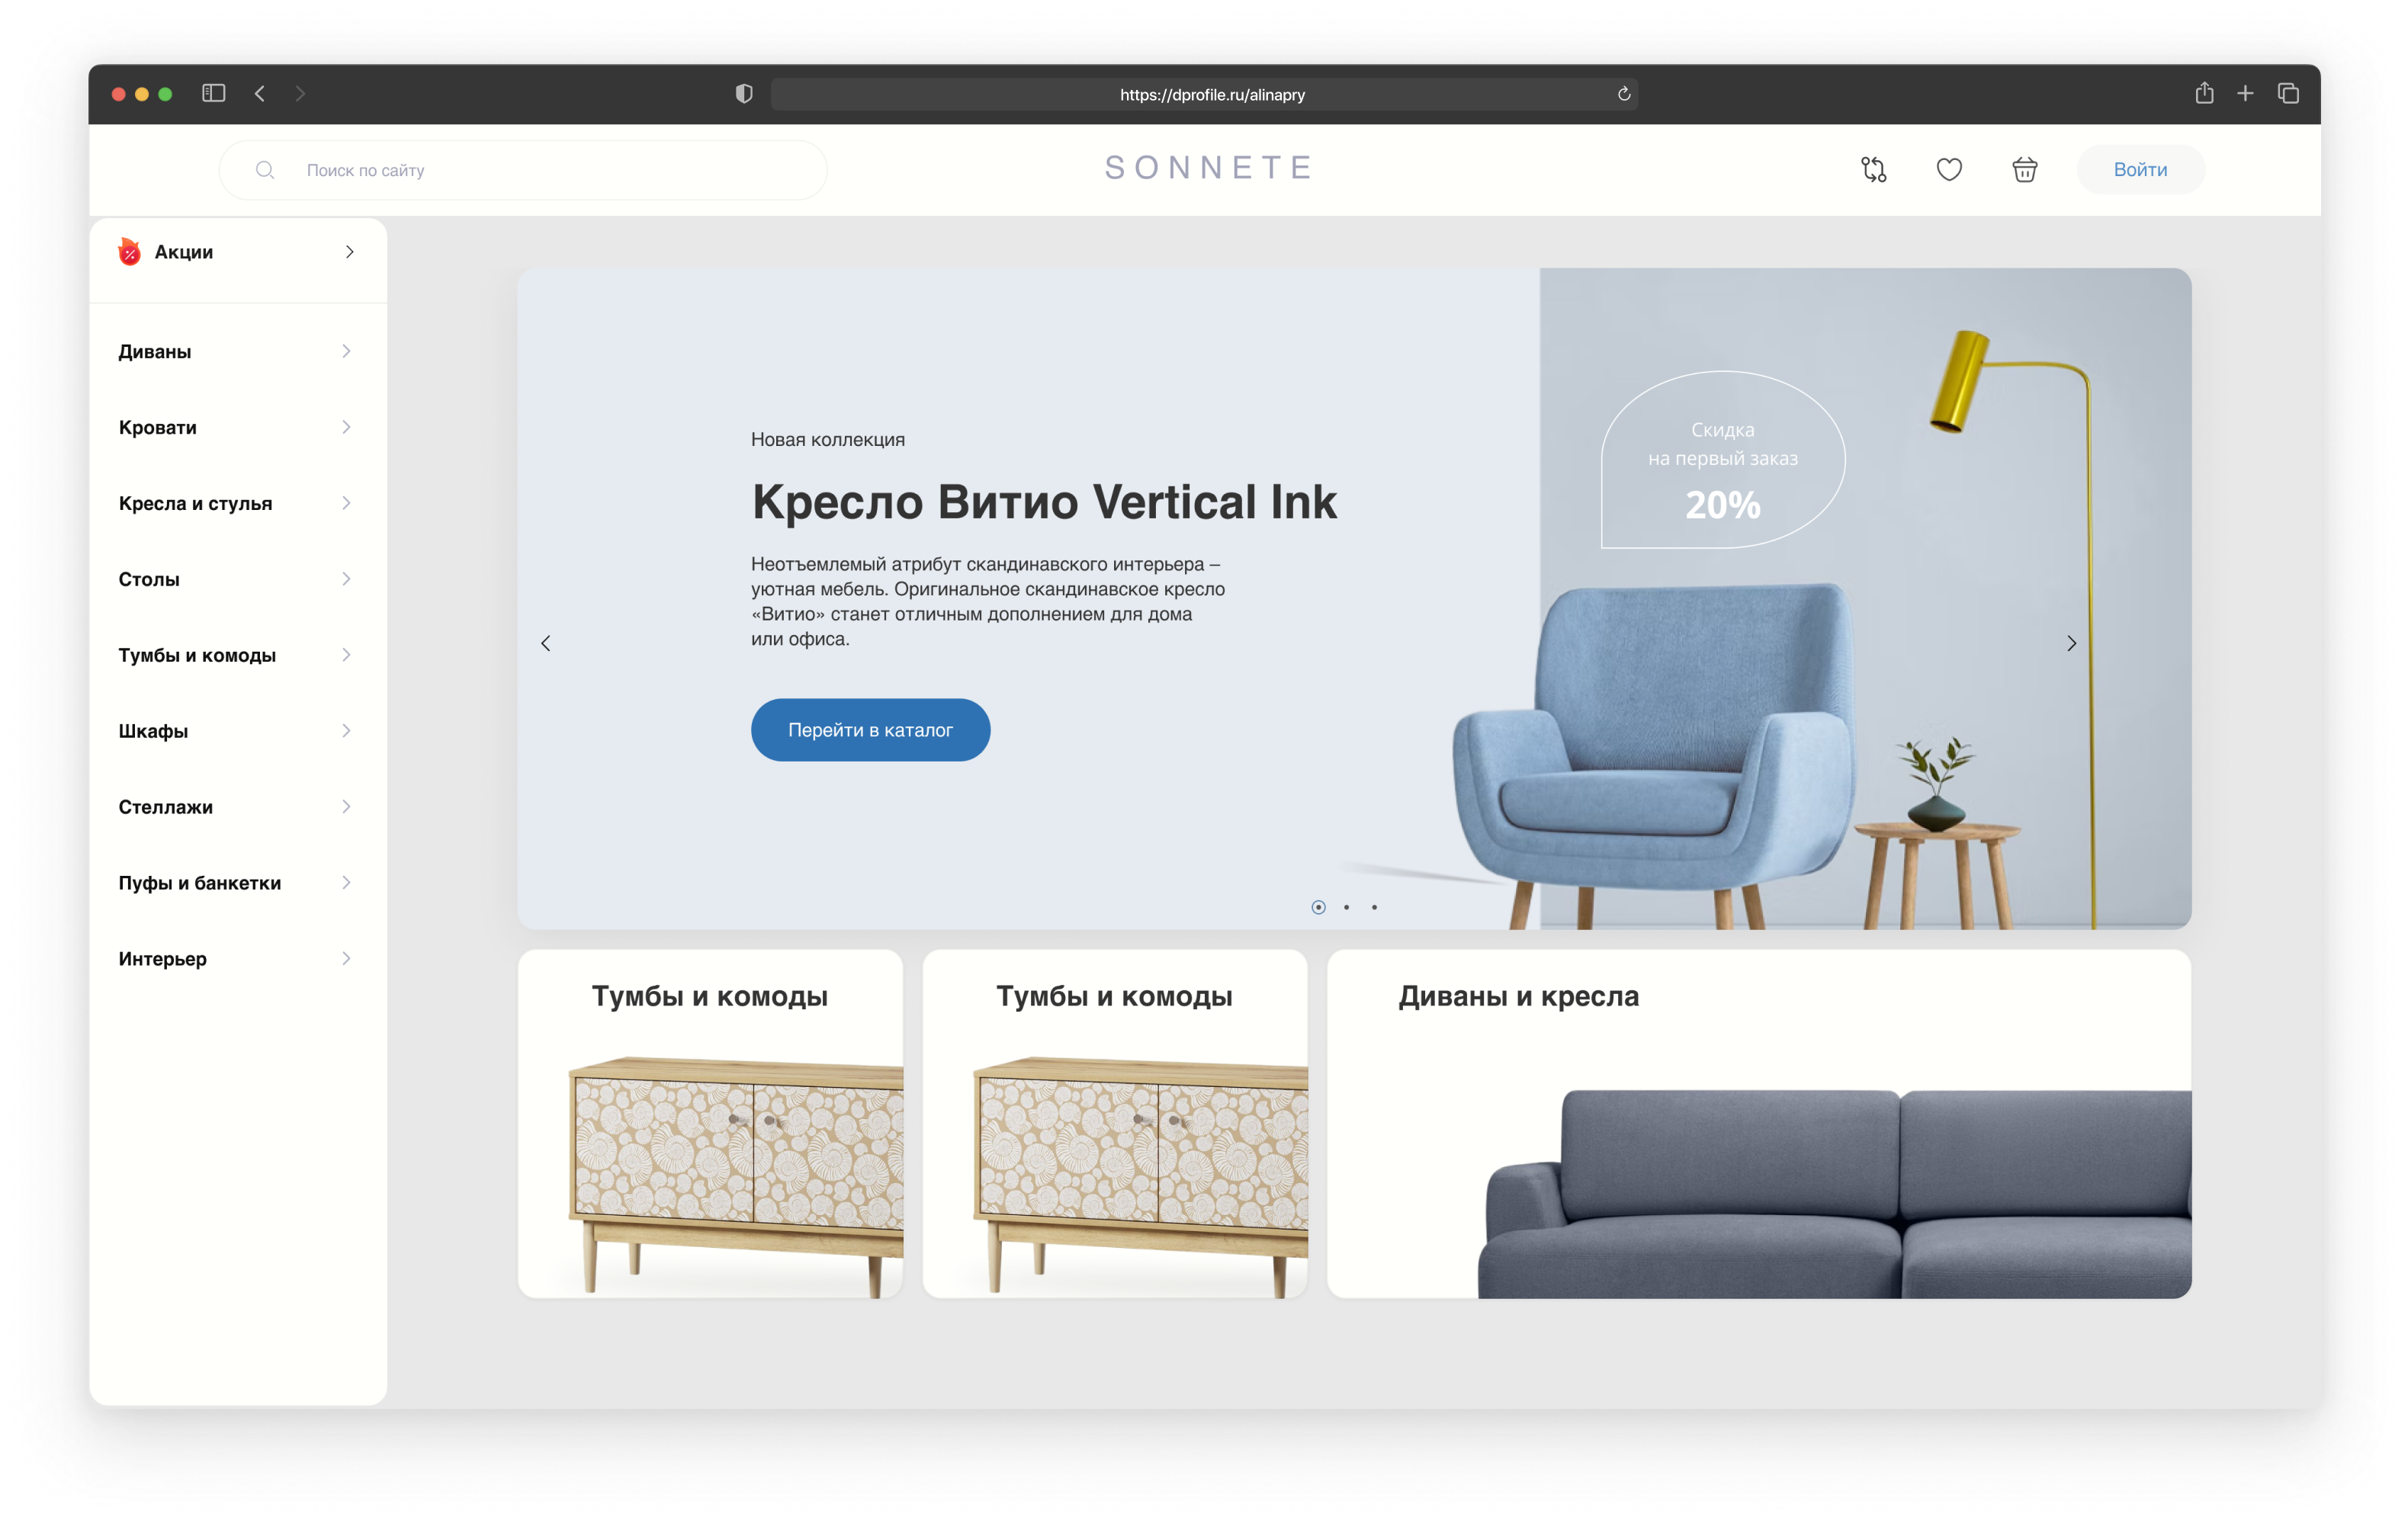 https://dprofile.ru/alinapry
Поиск по сайту
SONNETE
Войти
Акции
Диваны
Кровати
Кресла и стулья
Столы
Тумбы и комоды
Шкафы
Стеллажи
Пуфы и банкетки
Интерьер
Новая коллекция
Кресло Витио Vertical Ink
Неотъемлемый атрибут скандинавского интерьера –
уютная мебель. Оригинальное скандинавское кресло
«Витио» станет отличным дополнением для дома
или офиса.
Перейти в каталог
Скидка
на первый заказ
20%
Тумбы и комоды
Тумбы и комоды
Диваны и кресла